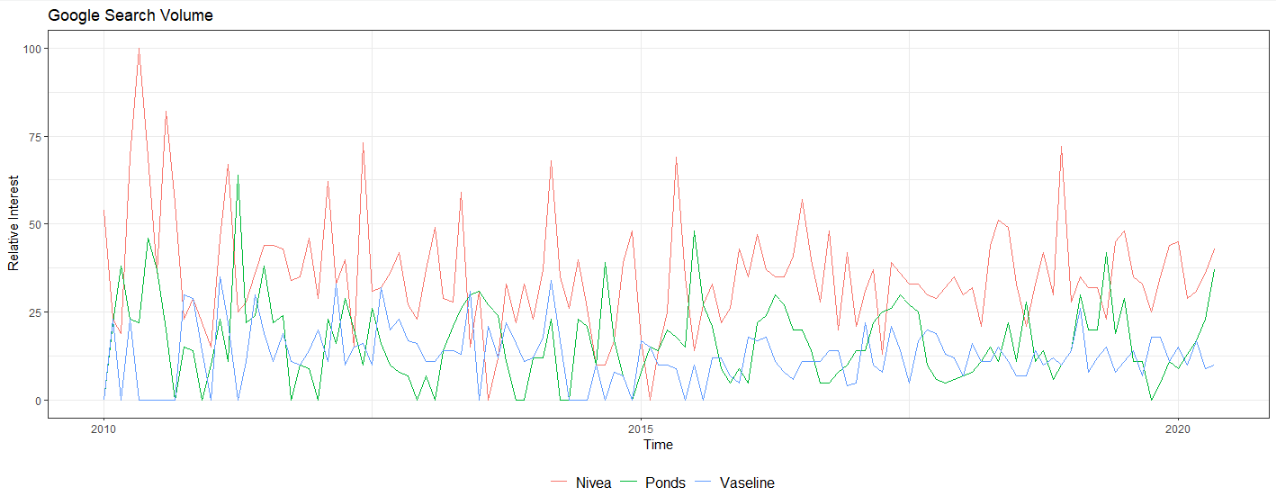 Google Search Volume
Relative Interest
100
75
50
25
0
2010 2015 2020
Time
Nivea Ponds Vaseline